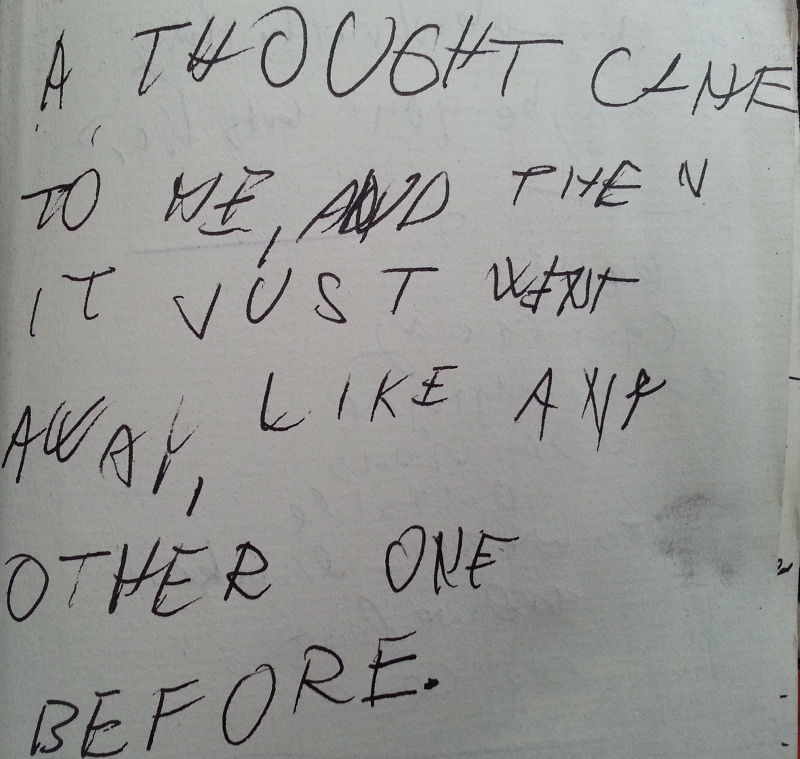 A THOUGHT CAME
TO ME, AND THEN
IT JUST WENT
AWAY, LIKE ANY
OTHER ONE
BEFORE.